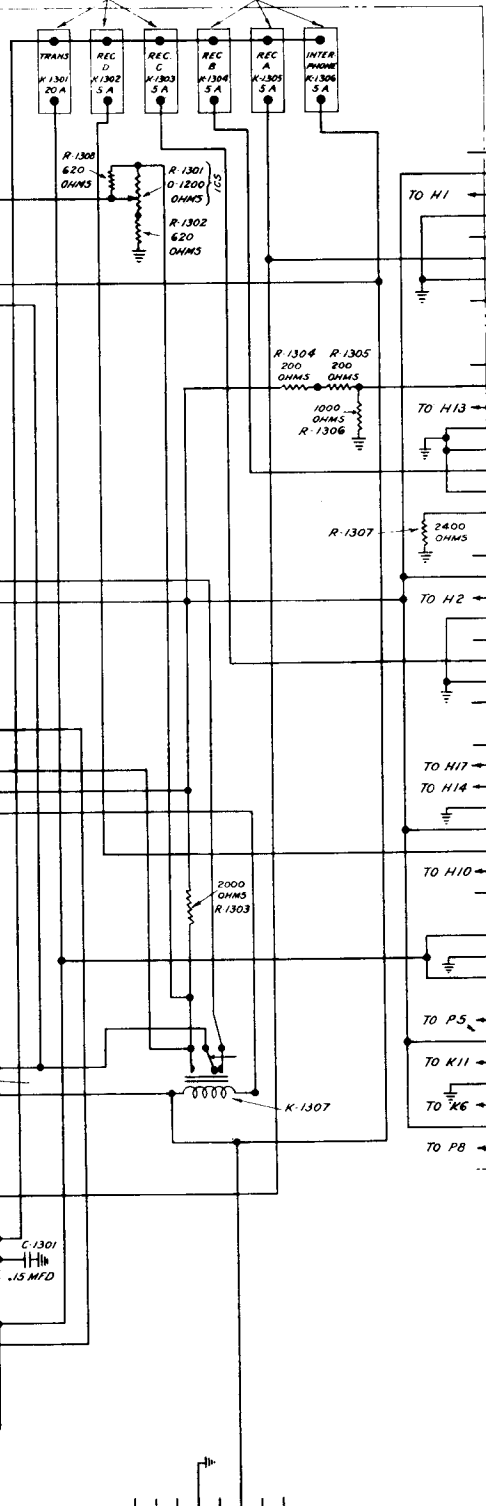 TRANS
K-1301
20 A
REC
D
K-1302
5 A
REC.
C
K-1303
5 A
REC
B
K-1304
5 A
REC
A
K-1305
5 A
INTER
PHONE
K-1306
5 A
R-1308
620
OHMS
R-1301
0-1200
OHMS
ICS
R-1302
620
OHMS
TO H1
R-1304
200
OHMS
R-1305
200
OHMS
1000
OHMS
R-1306
TO H13
R-1307
2400
OHMS
TO H2
TO H17
TO H14
TO H10
2000
OHMS
R-1303
TO P5
TO K11
TO K6
K-1307
TO P8
C-1301
.15 MFD